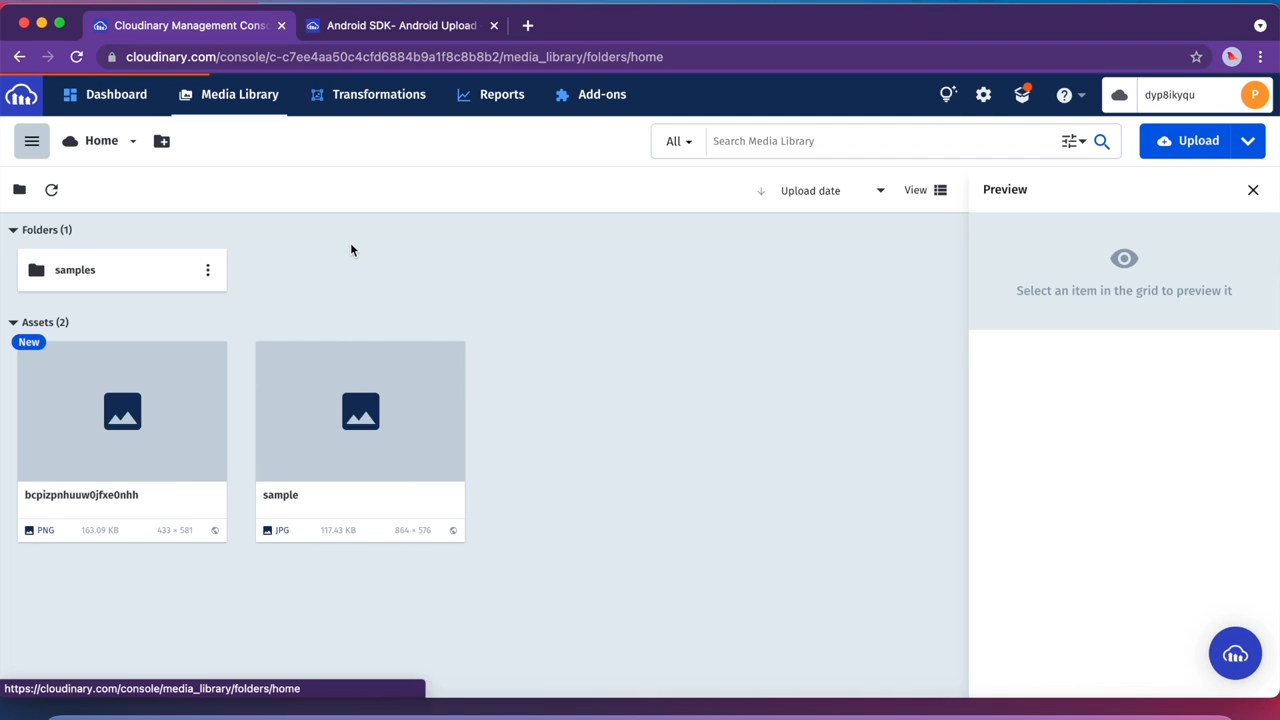 Cloudinary Management Cons
Android SDK- Android Upload
cloudinary.com/console/c-c7ee4aa50c4cfd6884b9a1f8c8b8b2/media_library/folders/home
Dashboard
Media Library
Transformations
Reports
Add-ons
dyp8ikyqu
P
Home
All
Search Media Library
Upload
Upload date
View
Preview
Folders (1)
samples
Select an item in the grid to preview it
Assets (2)
New
bcpizpnhuuw0jfxe0nhh
sample
PNG 163.09 KB 433 × 581
JPG 117.43 KB 864 × 576
https://cloudinary.com/console/media_library/folders/home